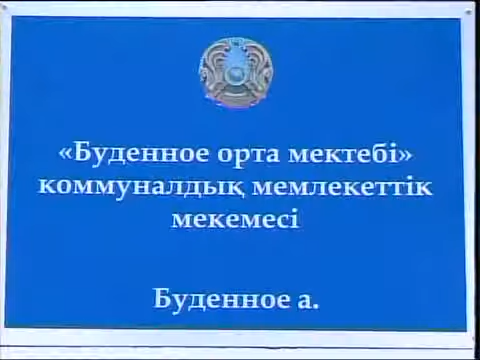 «Буденное орта мектебі»
коммуналдық мемлекеттік
мекемесі
Буденное а.